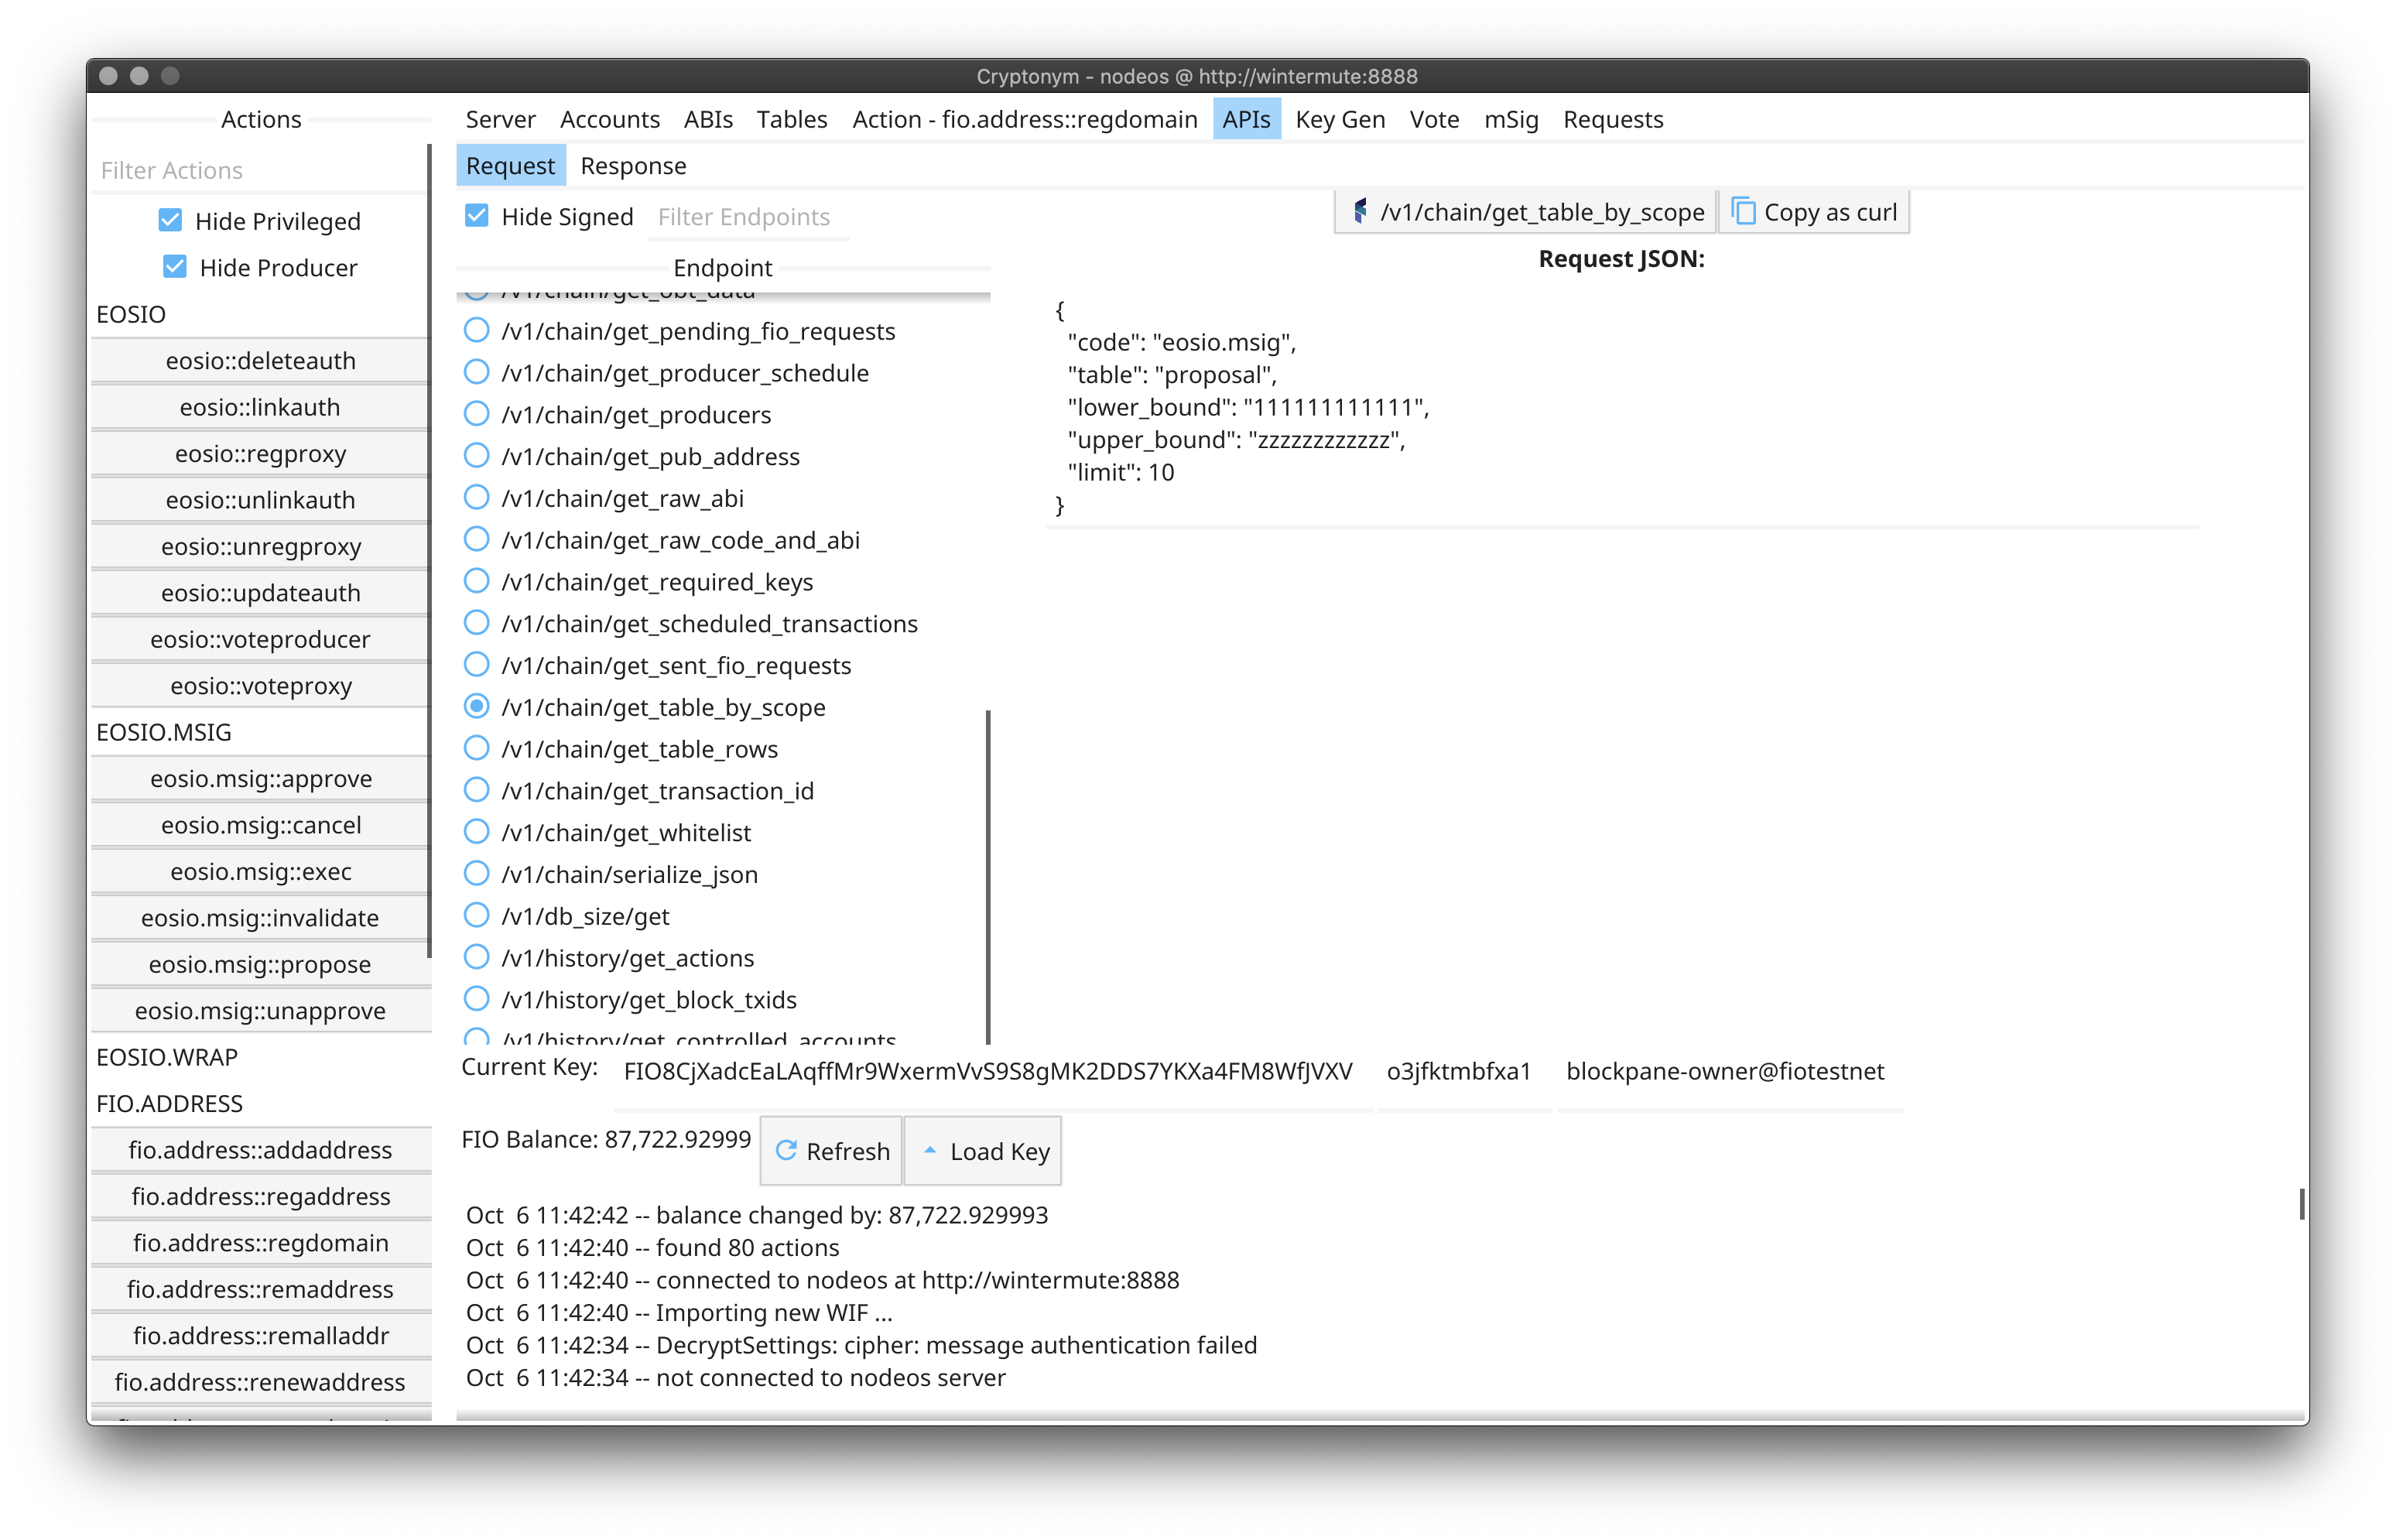 Cryptonym - nodeos @ http://wintermute:8888
Actions
Filter Actions
Hide Privileged
Hide Producer
EOSIO
eosio::deleteauth
eosio::linkauth
eosio::regproxy
eosio::unlinkauth
eosio::unregproxy
eosio::updateauth
eosio::voteproducer
eosio::voteproxy
EOSIO.MSIG
eosio.msig::approve
eosio.msig::cancel
eosio.msig::exec
eosio.msig::invalidate
eosio.msig::propose
eosio.msig::unapprove
EOSIO.WRAP
FIO.ADDRESS
fio.address::addaddress
fio.address::regaddress
fio.address::regdomain
fio.address::remaddress
fio.address::remalladdr
fio.address::renewaddress
Server Accounts ABIs Tables Action - fio.address::regdomain APIs Key Gen Vote mSig Requests
Request Response
Hide Signed Filter Endpoints
Endpoint
/v1/chain/get_obt_data
/v1/chain/get_pending_fio_requests
/v1/chain/get_producer_schedule
/v1/chain/get_producers
/v1/chain/get_pub_address
/v1/chain/get_raw_abi
/v1/chain/get_raw_code_and_abi
/v1/chain/get_required_keys
/v1/chain/get_scheduled_transactions
/v1/chain/get_sent_fio_requests
/v1/chain/get_table_by_scope
/v1/chain/get_table_rows
/v1/chain/get_transaction_id
/v1/chain/get_whitelist
/v1/chain/serialize_json
/v1/db_size/get
/v1/history/get_actions
/v1/history/get_block_txids
/v1/history/get_controlled_accounts
/v1/chain/get_table_by_scope Copy as curl
Request JSON:
{
"code": "eosio.msig",
"table": "proposal",
"lower_bound": "111111111111",
"upper_bound": "zzzzzzzzzzzz",
"limit": 10
}
Current Key: FIO8CjXadcEaLAqffMr9WxermVvS9S8gMK2DDS7YKXa4FM8WfJVXV o3jfktmbfxa1 blockpane-owner@fiotestnet
FIO Balance: 87,722.92999 Refresh Load Key
Oct 6 11:42:42 -- balance changed by: 87,722.929993
Oct 6 11:42:40 -- found 80 actions
Oct 6 11:42:40 -- connected to nodeos at http://wintermute:8888
Oct 6 11:42:40 -- Importing new WIF ...
Oct 6 11:42:34 -- DecryptSettings: cipher: message authentication failed
Oct 6 11:42:34 -- not connected to nodeos server